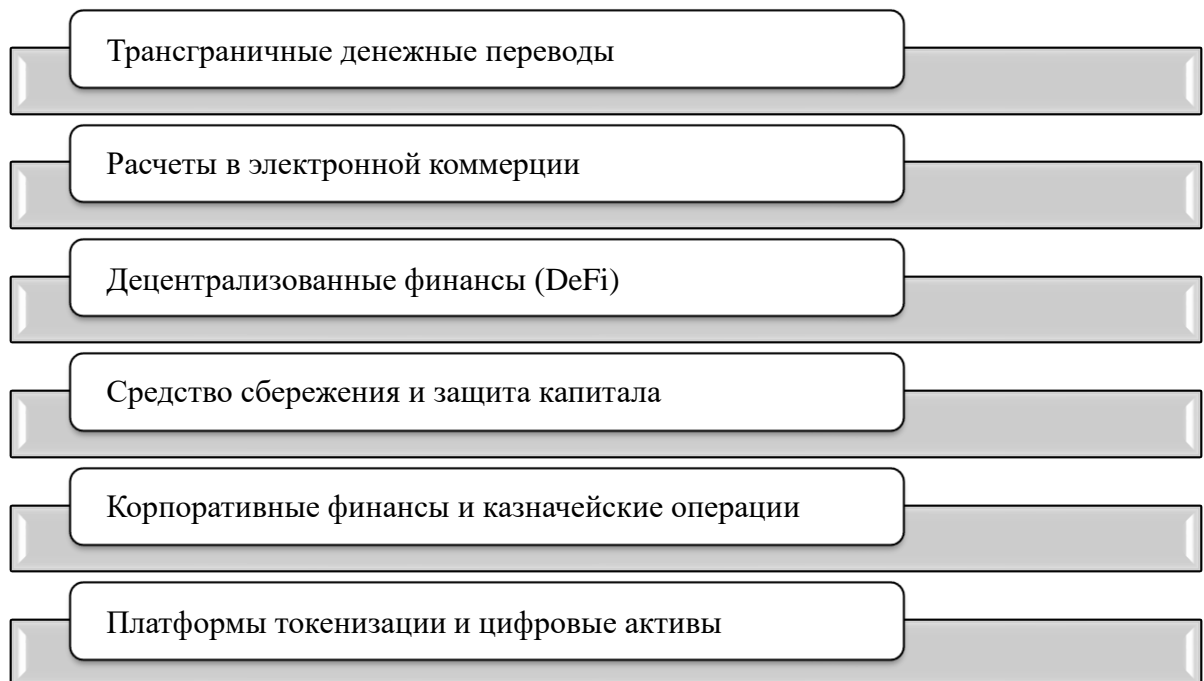 Трансграничные денежные переводы
Расчеты в электронной коммерции
Децентрализованные финансы (DeFi)
Средство сбережения и защита капитала
Корпоративные финансы и казначейские операции
Платформы токенизации и цифровые активы